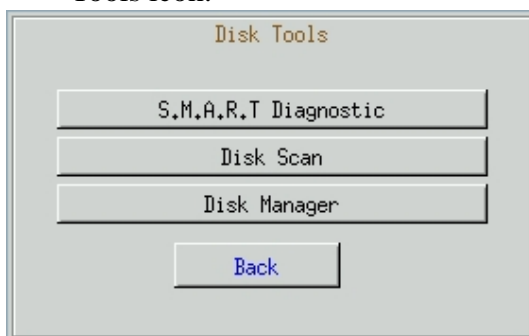 Tools icon.
Disk Tools
S.M.A.R.T Diagnostic
Disk Scan
Disk Manager
Back